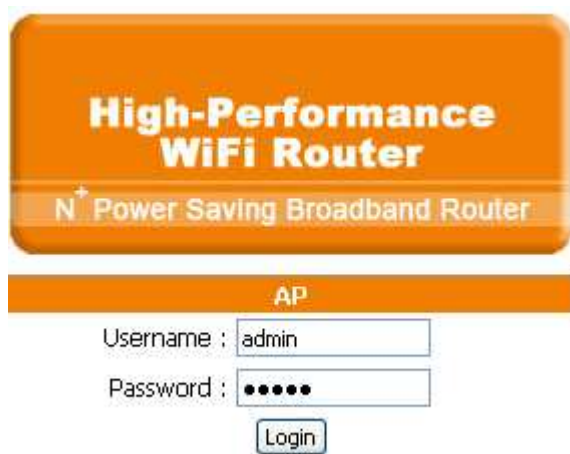 High-Performance
WiFi Router
N+ Power Saving Broadband Router
AP
Username : admin
Password : •••••
Login